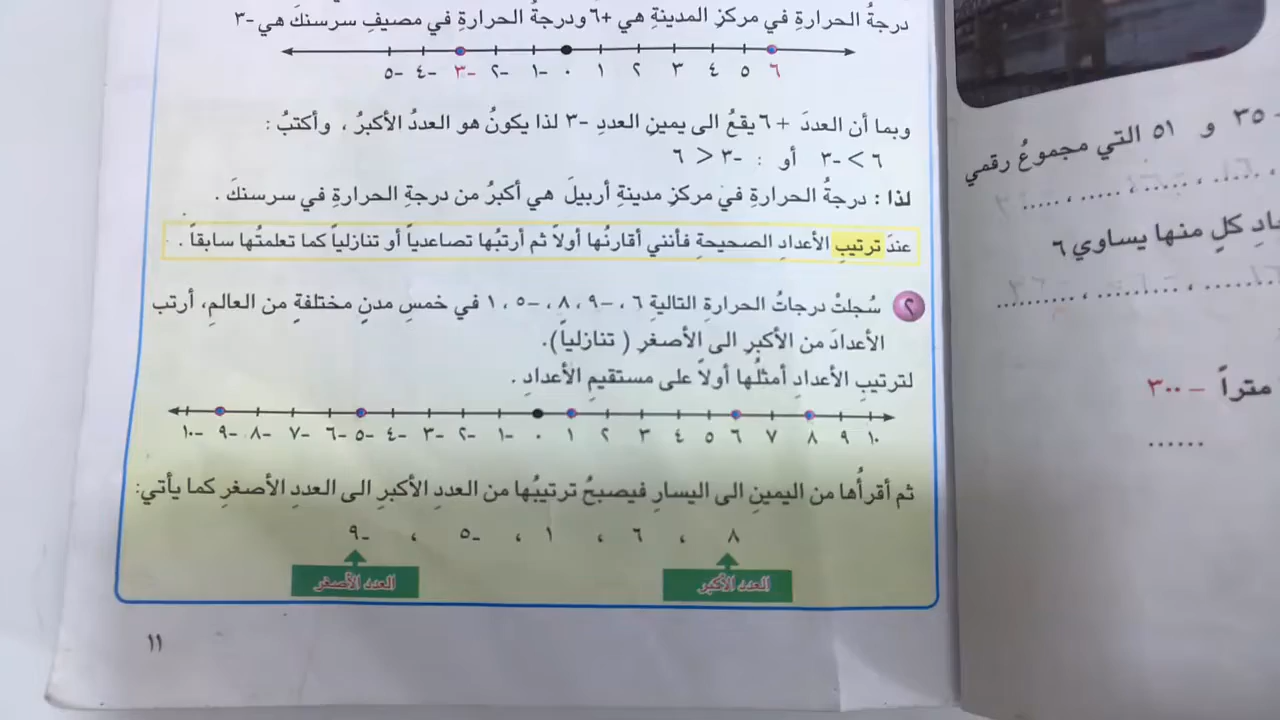 درجةُ الحرارةِ في مركزِ المدينةِ هي +٦ ودرجةُ الحرارةِ في مصيفِ سرسنكَ هي -٣
-٥ -٤ -٣ -٢ -١ ٠ ١ ٢ ٣ ٤ ٥ ٦
وبما أن العددَ + ٦ يقعُ الى يمينِ العددِ -٣ لذا يكونُ هو العددُ الأكبرُ ، وأكتبُ :
٦ > -٣ أو : -٣ < ٦
لذا : درجةُ الحرارةِ في مركزِ مدينةِ أربيلَ هي أكبرُ من درجةِ الحرارةِ في سرسنكَ .
عندَ ترتيبِ الأعدادِ الصحيحةِ فأنني أقارنُها أولاً ثم أرتبُها تصاعدياً أو تنازلياً كما تعلمتُها سابقاً .
٢ سُجلتْ درجاتُ الحرارةِ التاليةِ ٦ ، -٩ ، ٨ ، -٥ ، ١ في خمسِ مدنٍ مختلفةٍ من العالمِ، أرتب
الأعدادَ من الأكبرِ الى الأصغرِ ( تنازلياً).
لترتيبِ الأعدادِ أمثلُها أولاً على مستقيمِ الأعدادِ .
-١٠ -٩ -٨ -٧ -٦ -٥ -٤ -٣ -٢ -١ ٠ ١ ٢ ٣ ٤ ٥ ٦ ٧ ٨ ٩ ١٠
ثم أقرأُها من اليمينِ الى اليسارِ فيصبحُ ترتيبُها من العددِ الأكبرِ الى العددِ الأصغرِ كما يأتي:
٨ ، ٦ ، ١ ، -٥ ، -٩
العدد الأكبر العدد الأصغر
١١
-٣٥ و ٥١ التي مجموعُ رقمي
كلٍ منها يساوي ٦
متراً -٣٠٠